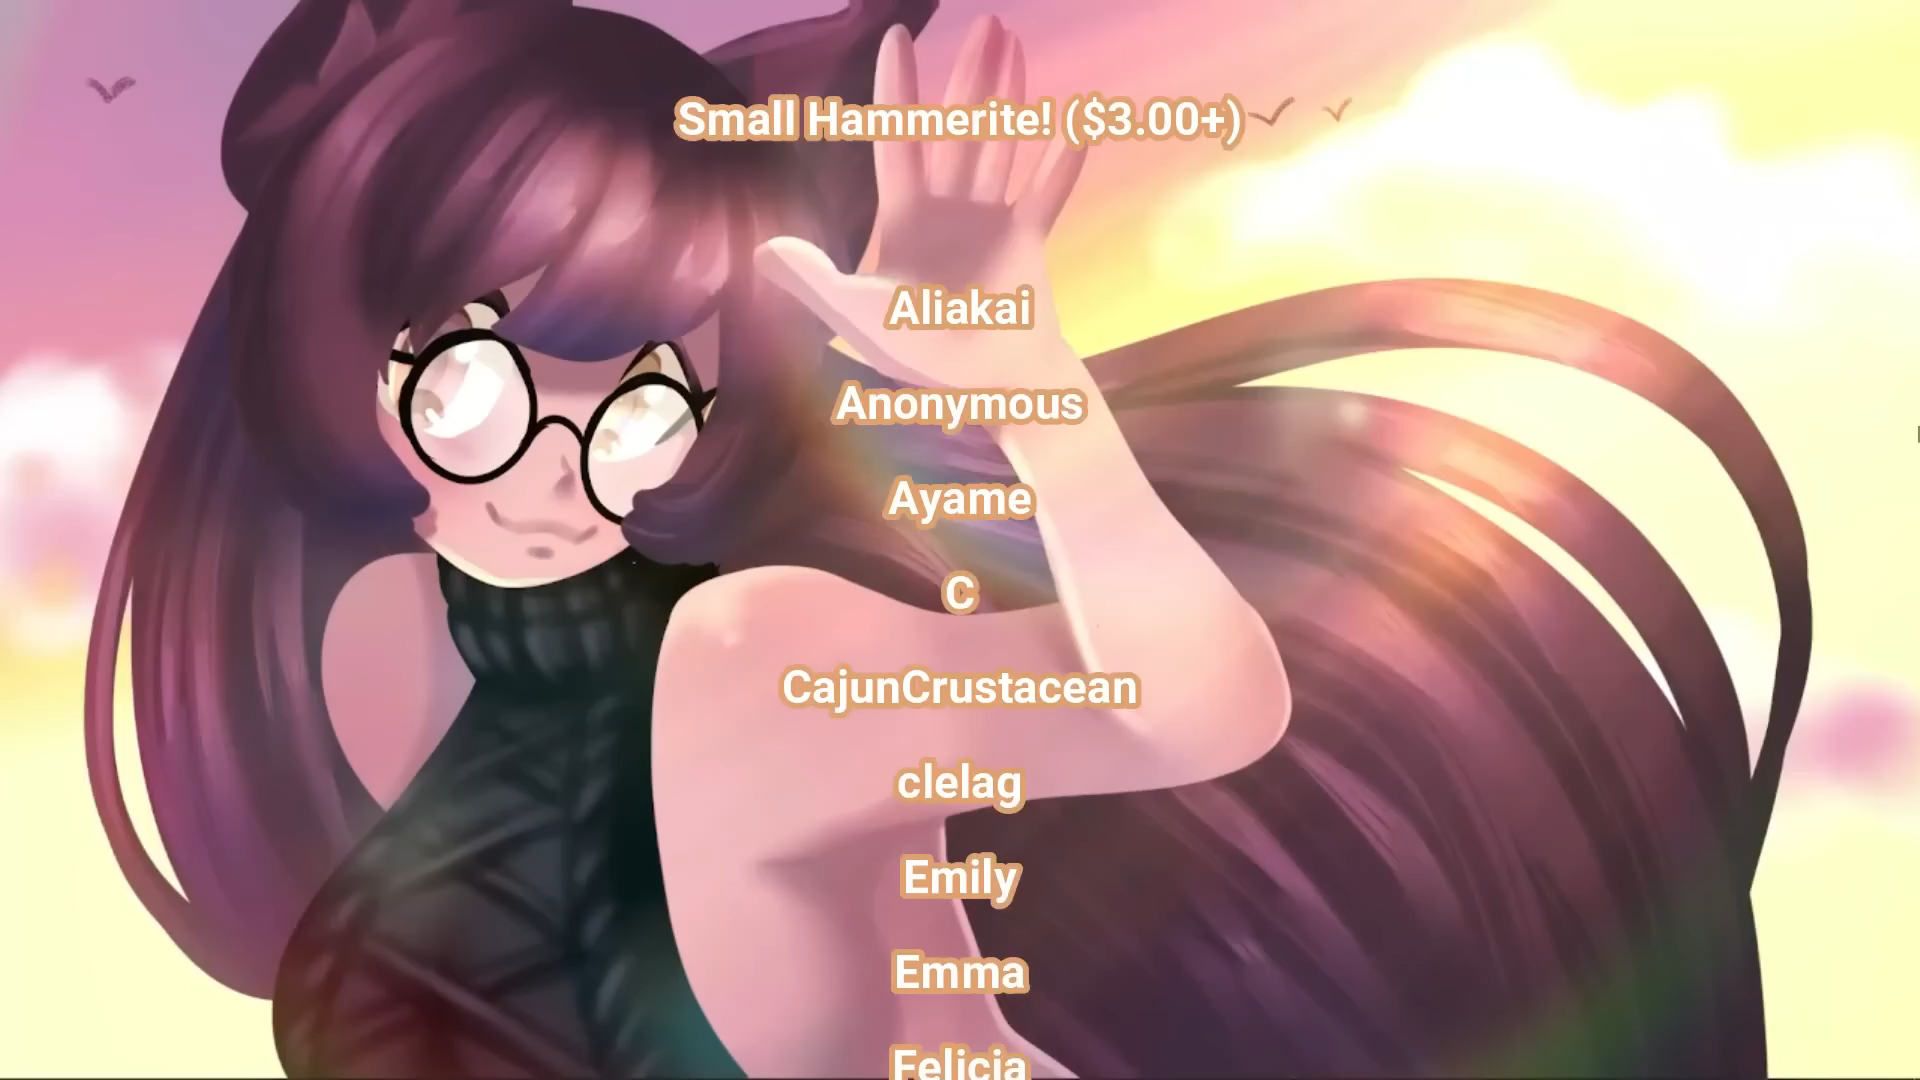 Small Hammerite! ($3.00+)
Aliakai
Anonymous
Ayame
C
CajunCrustacean
clelag
Emily
Emma
Felicia